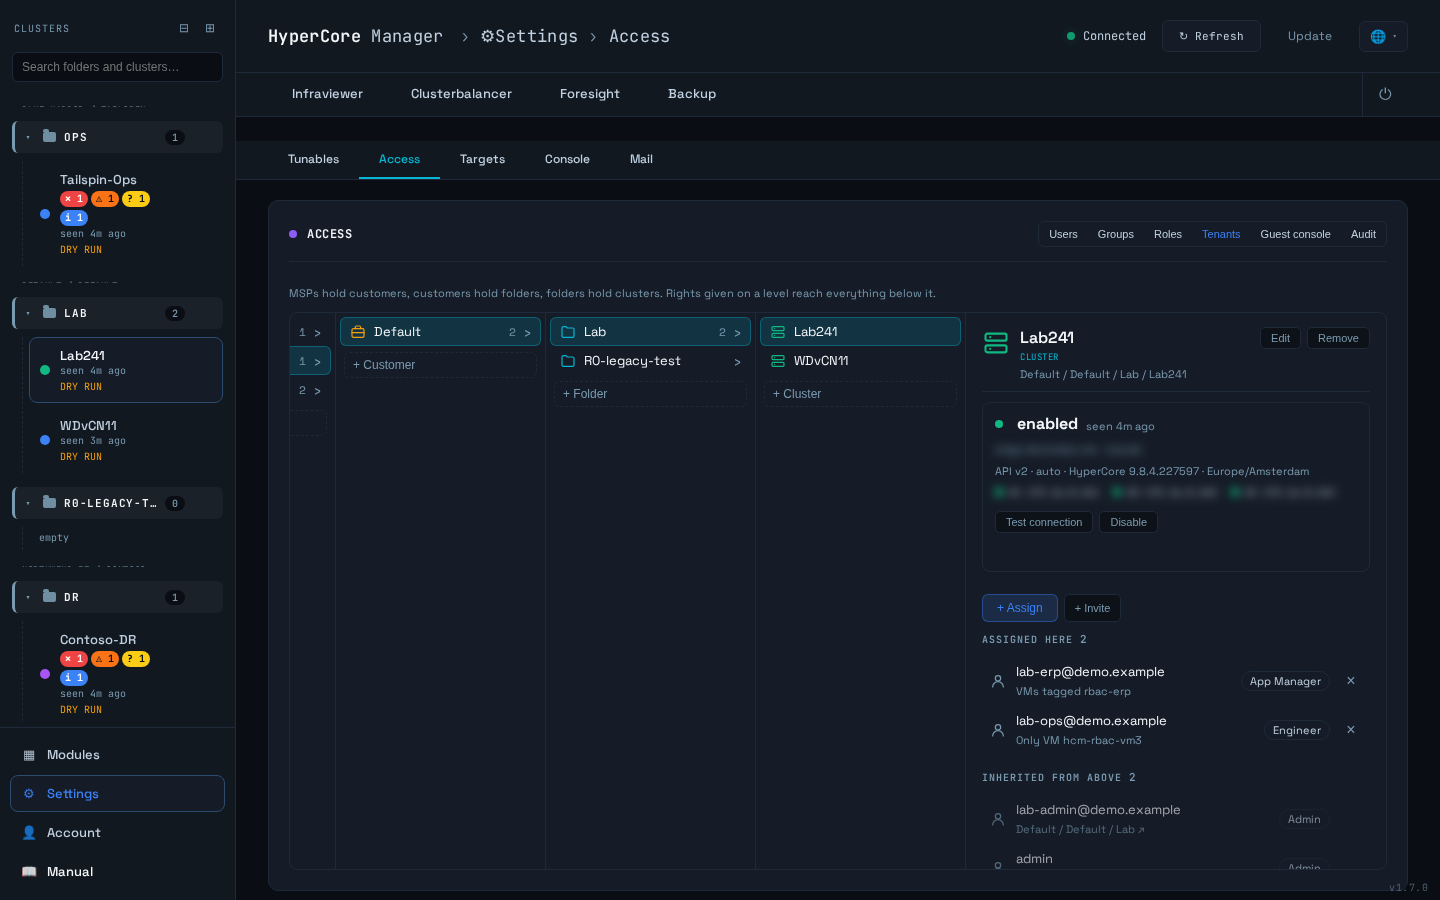 CLUSTERS
Search folders and clusters…
OPS 1
Tailspin-Ops
× 1 ⚠ 1 ? 1
i 1
seen 4m ago
DRY RUN
LAB 2
Lab241
seen 4m ago
DRY RUN
WDvCN11
seen 3m ago
DRY RUN
RO-LEGACY-T… 0
empty
DR 1
Contoso-DR
× 1 ⚠ 1 ? 1
i 1
seen 4m ago
DRY RUN
Modules
Settings
Account
Manual
HyperCore Manager › Settings › Access
Connected
↻ Refresh
Update
Infraviewer Clusterbalancer Foresight Backup
Tunables Access Targets Console Mail
ACCESS
Users Groups Roles Tenants Guest console Audit
MSPs hold customers, customers hold folders, folders hold clusters. Rights given on a level reach everything below it.
1 >
1 >
2 >
Default 2 >
+ Customer
Lab 2 >
RO-legacy-test >
+ Folder
Lab241
WDvCN11
+ Cluster
Lab241
CLUSTER
Default / Default / Lab / Lab241
Edit Remove
enabled seen 4m ago
API v2 · auto · HyperCore 9.8.4.227597 · Europe/Amsterdam
Test connection Disable
+ Assign + Invite
ASSIGNED HERE 2
lab-erp@demo.example
VMs tagged rbac-erp
App Manager ×
lab-ops@demo.example
Only VM hcm-rbac-vm3
Engineer ×
INHERITED FROM ABOVE 2
lab-admin@demo.example
Default / Default / Lab ↗
Admin
admin
Admin
v1.7.0